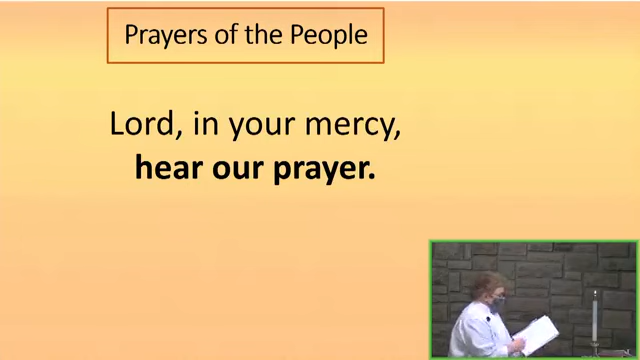 Prayers of the People
Lord, in your mercy,
hear our prayer.